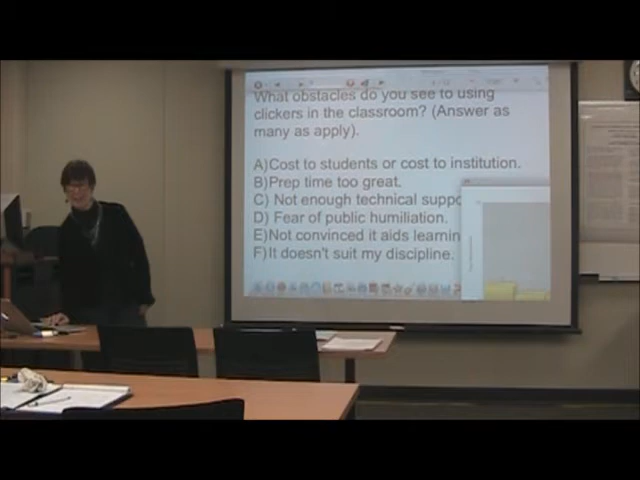 What obstacles do you see to using
clickers in the classroom? (Answer as
many as apply).
A)Cost to students or cost to institution.
B)Prep time too great.
C) Not enough technical suppo
D) Fear of public humiliation.
E)Not convinced it aids learnin
F)It doesn't suit my discipline.